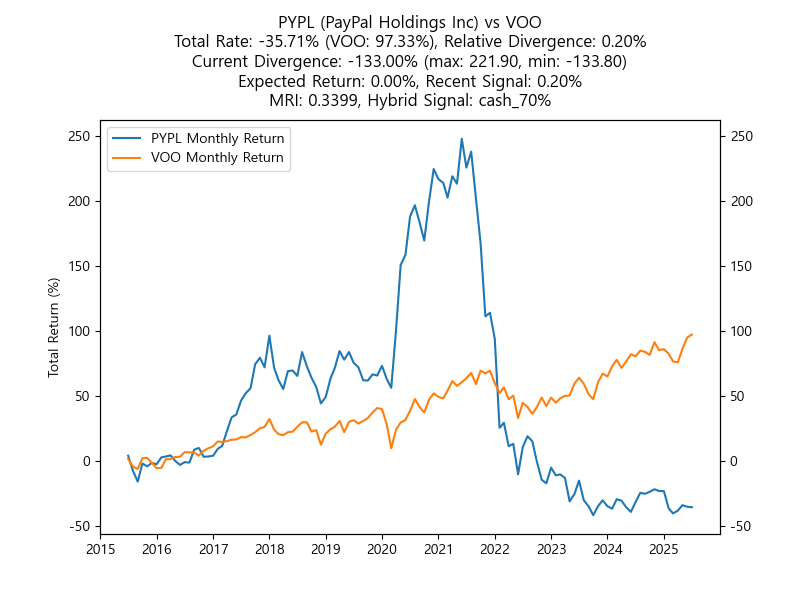 PYPL (PayPal Holdings Inc) vs VOO
Total Rate: -35.71% (VOO: 97.33%), Relative Divergence: 0.20%
Current Divergence: -133.00% (max: 221.90, min: -133.80)
Expected Return: 0.00%, Recent Signal: 0.20%
MRI: 0.3399, Hybrid Signal: cash_70%
PYPL Monthly Return
VOO Monthly Return
Total Return (%)
250
200
150
100
50
0
-50
250
200
150
100
50
0
-50
2015 2016 2017 2018 2019 2020 2021 2022 2023 2024 2025